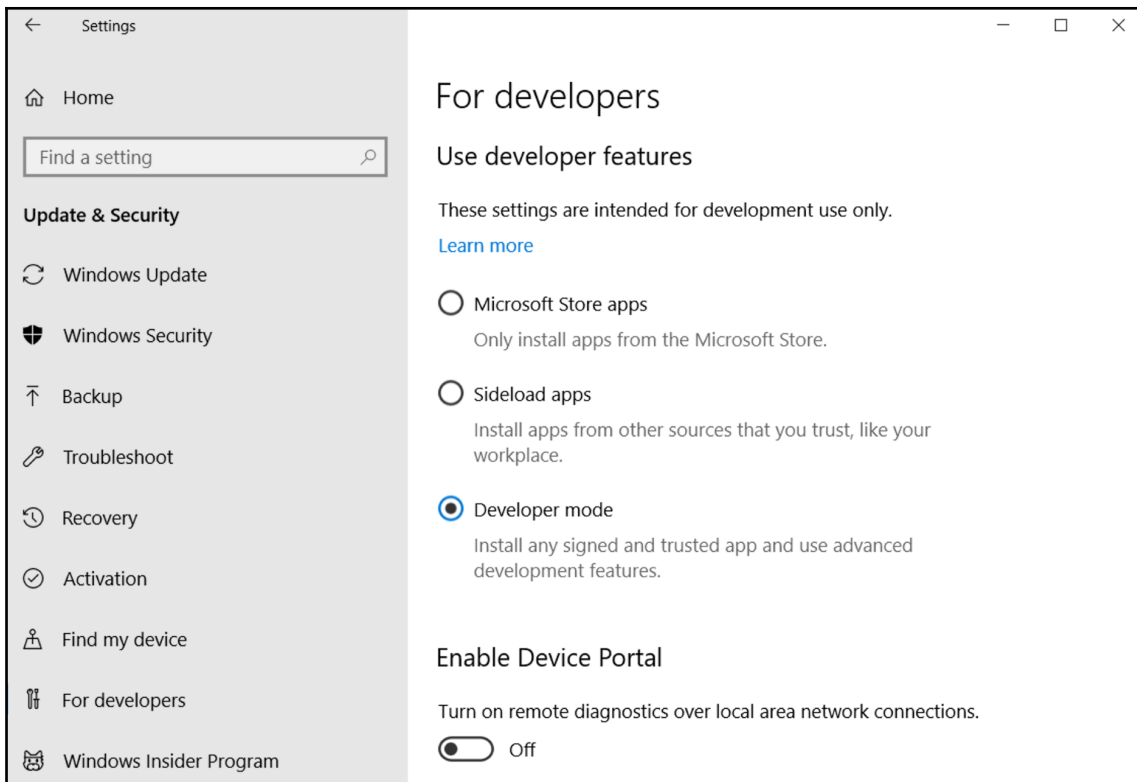 Settings
Home
Find a setting
Update & Security
Windows Update
Windows Security
Backup
Troubleshoot
Recovery
Activation
Find my device
For developers
Windows Insider Program
For developers
Use developer features
These settings are intended for development use only.
Learn more
Microsoft Store apps
Only install apps from the Microsoft Store.
Sideload apps
Install apps from other sources that you trust, like your
workplace.
Developer mode
Install any signed and trusted app and use advanced
development features.
Enable Device Portal
Turn on remote diagnostics over local area network connections.
Off